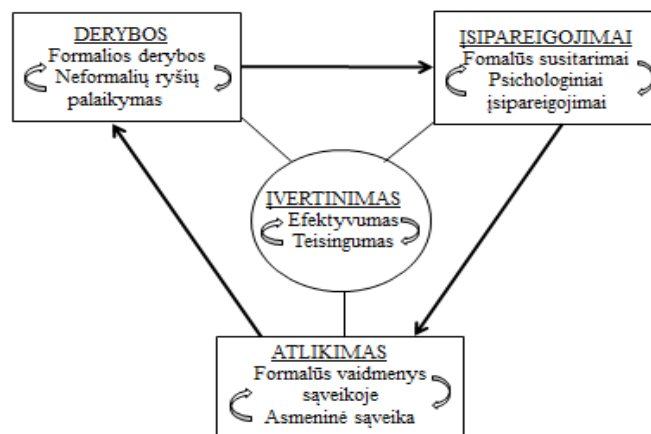 DERYBOS
Formalios derybos
Neformalių ryšių
palaikymas
ĮSIPAREIGOJIMAI
Fomalūs susitarimai
Psichologiniai
įsipareigojimai
ĮVERTINIMAS
Efektyvumas
Teisingumas
ATLIKIMAS
Formalūs vaidmenys
sąveikoje
Asmeninė sąveika